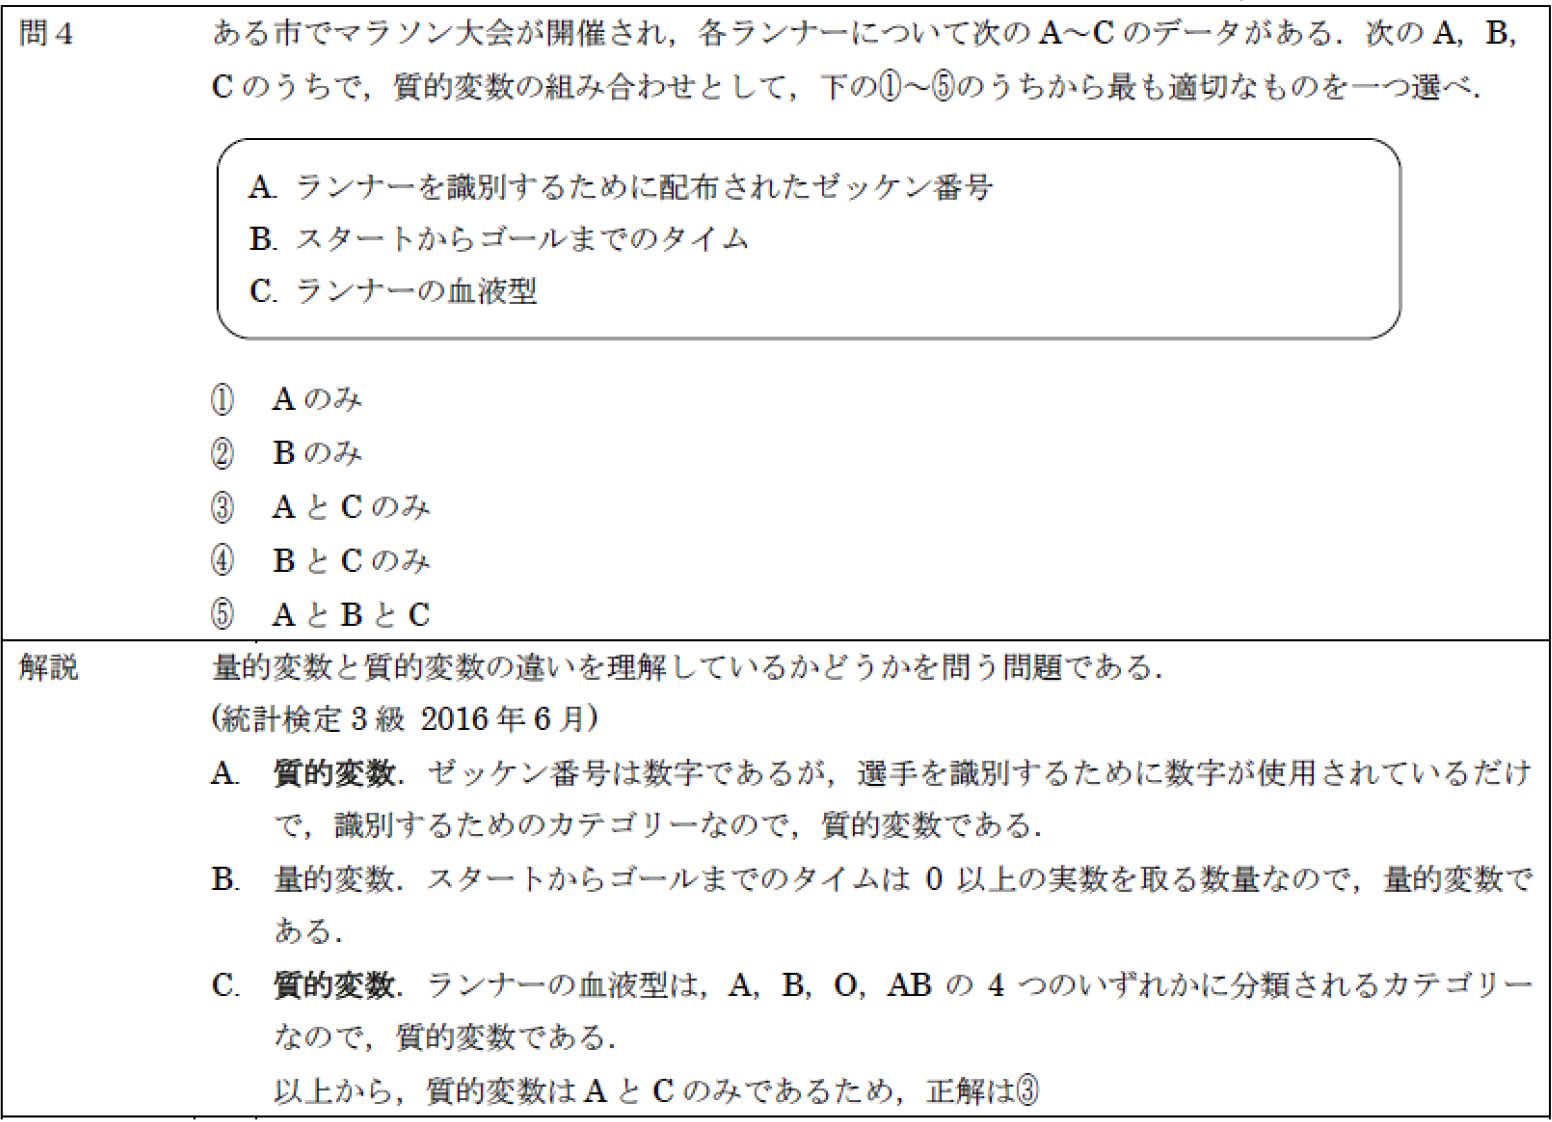 問4 ある市でマラソン大会が開催され，各ランナーについて次の A～C のデータがある．次の A，B，
C のうちで，質的変数の組み合わせとして，下の①～⑤のうちから最も適切なものを一つ選べ．
A. ランナーを識別するために配布されたゼッケン番号
B. スタートからゴールまでのタイム
C. ランナーの血液型
① A のみ
② B のみ
③ A と C のみ
④ B と C のみ
⑤ A と B と C
解説 量的変数と質的変数の違いを理解しているかどうかを問う問題である．
(統計検定 3 級 2016 年 6 月)
A. 質的変数．ゼッケン番号は数字であるが，選手を識別するために数字が使用されているだけ
で，識別するためのカテゴリーなので，質的変数である．
B. 量的変数．スタートからゴールまでのタイムは 0 以上の実数を取る数量なので，量的変数で
ある．
C. 質的変数．ランナーの血液型は，A，B，O，AB の 4 つのいずれかに分類されるカテゴリー
なので，質的変数である．
以上から，質的変数は A と C のみであるため，正解は③